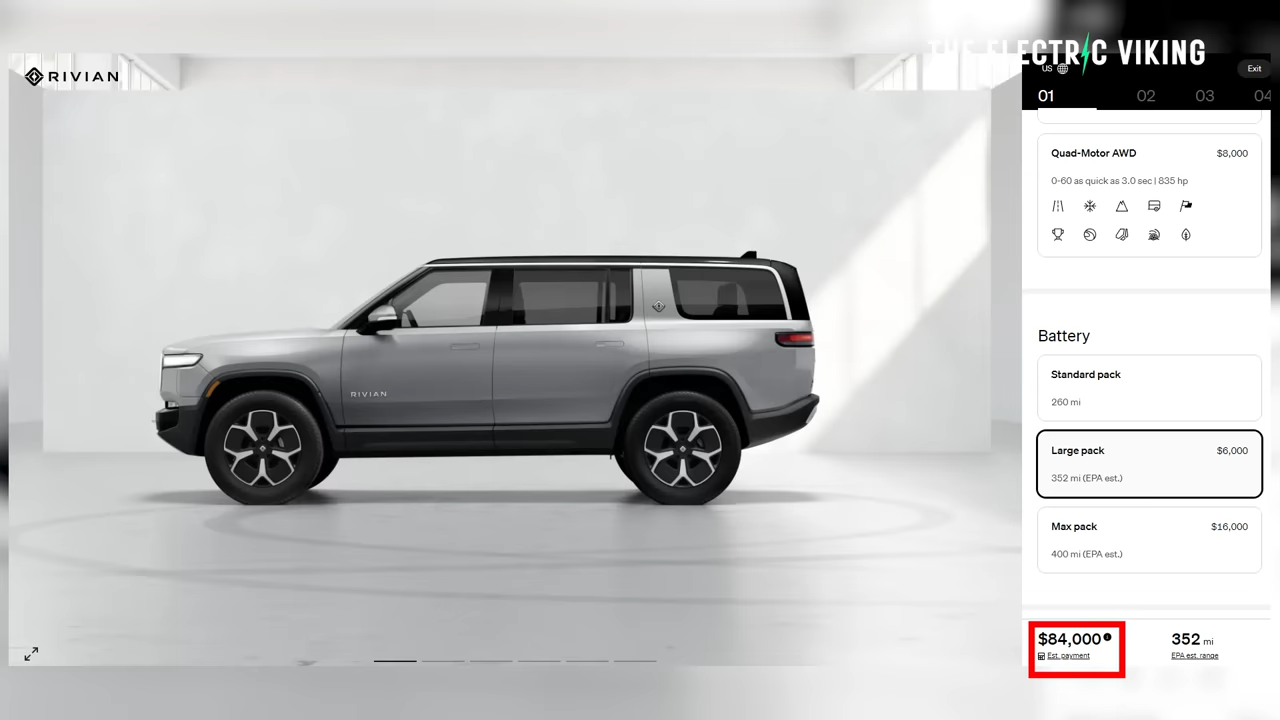 THE ELECTRIC VIKING
RIVIAN
US
Exit
01 02 03 04
Quad-Motor AWD $8,000
0-60 as quick as 3.0 sec | 835 hp
Battery
Standard pack
260 mi
Large pack $6,000
352 mi (EPA est.)
Max pack $16,000
400 mi (EPA est.)
RIVIAN
$84,000 352 mi
Est. payment EPA est. range